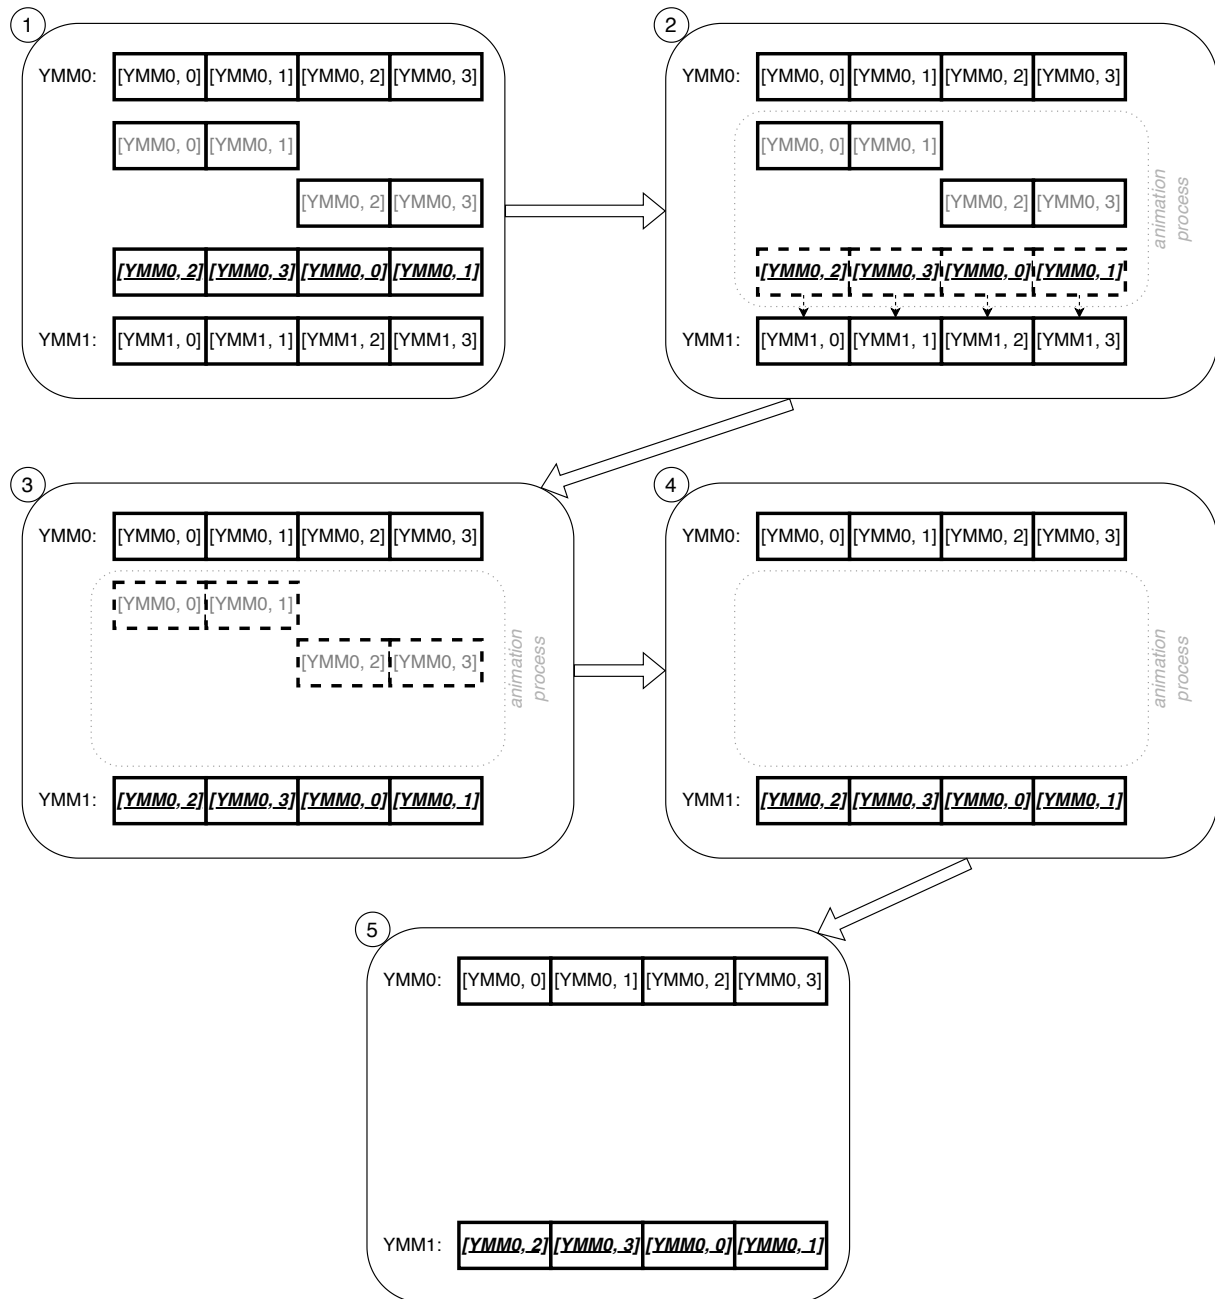 1
YMM0: [YMM0, 0] [YMM0, 1] [YMM0, 2] [YMM0, 3]
[YMM0, 0] [YMM0, 1]
[YMM0, 2] [YMM0, 3]
[YMM0, 2] [YMM0, 3] [YMM0, 0] [YMM0, 1]
YMM1: [YMM1, 0] [YMM1, 1] [YMM1, 2] [YMM1, 3]
2
YMM0: [YMM0, 0] [YMM0, 1] [YMM0, 2] [YMM0, 3]
[YMM0, 0] [YMM0, 1]
[YMM0, 2] [YMM0, 3]
[YMM0, 2] [YMM0, 3] [YMM0, 0] [YMM0, 1]
YMM1: [YMM1, 0] [YMM1, 1] [YMM1, 2] [YMM1, 3]
animation
process
3
YMM0: [YMM0, 0] [YMM0, 1] [YMM0, 2] [YMM0, 3]
[YMM0, 0] [YMM0, 1]
[YMM0, 2] [YMM0, 3]
YMM1: [YMM0, 2] [YMM0, 3] [YMM0, 0] [YMM0, 1]
animation
process
4
YMM0: [YMM0, 0] [YMM0, 1] [YMM0, 2] [YMM0, 3]
YMM1: [YMM0, 2] [YMM0, 3] [YMM0, 0] [YMM0, 1]
animation
process
5
YMM0: [YMM0, 0] [YMM0, 1] [YMM0, 2] [YMM0, 3]
YMM1: [YMM0, 2] [YMM0, 3] [YMM0, 0] [YMM0, 1]